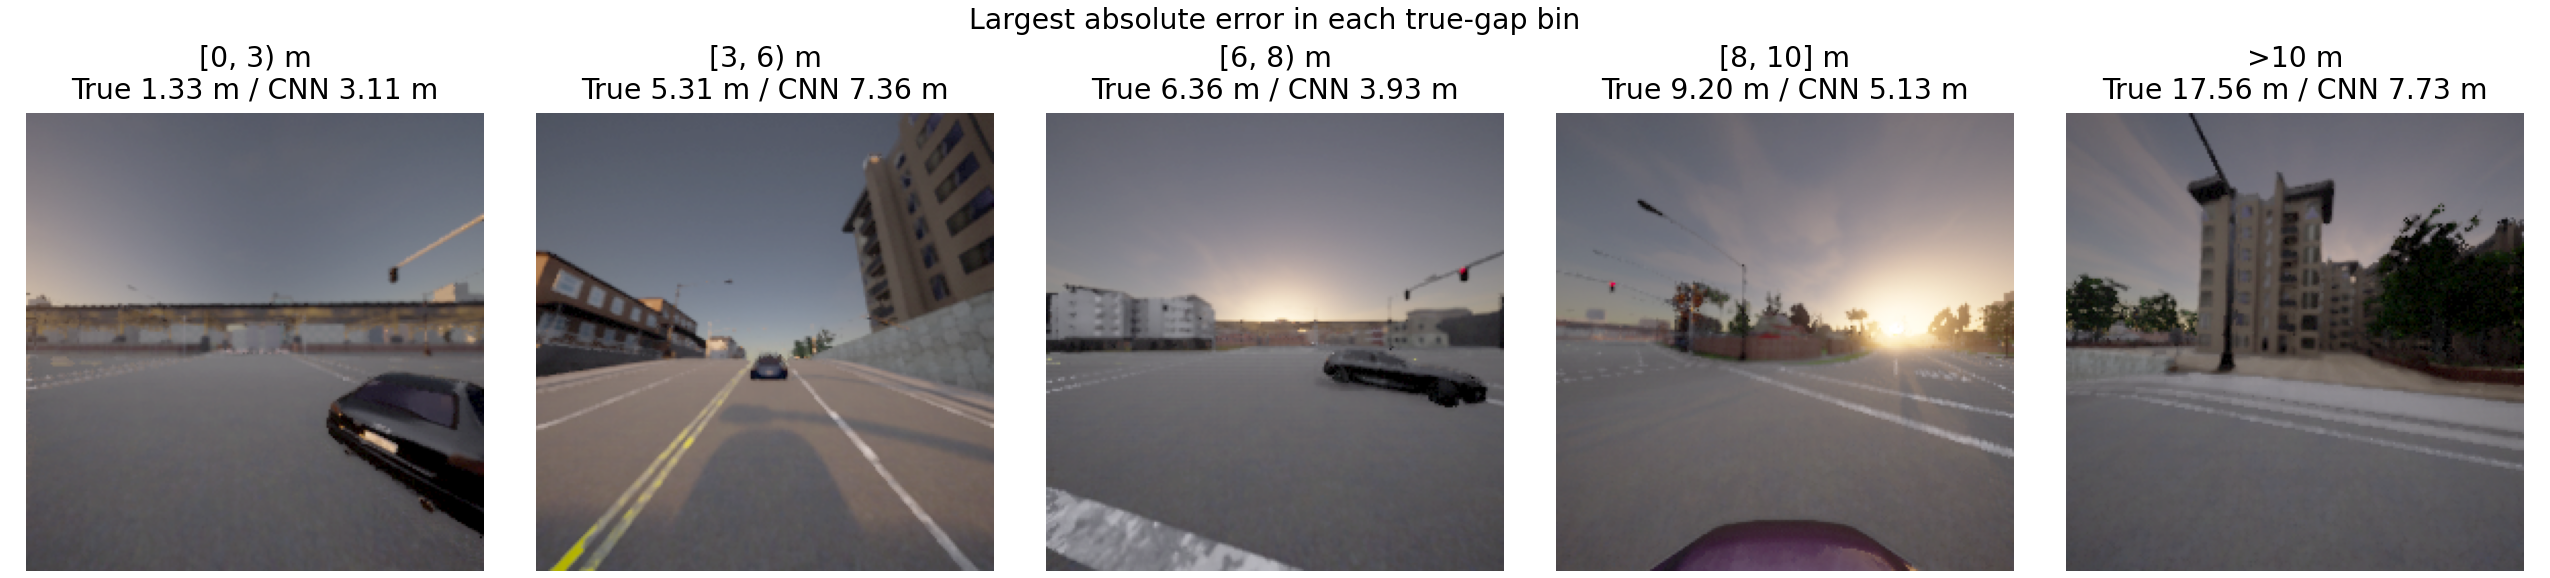 Largest absolute error in each true-gap bin
[0, 3) m
True 1.33 m / CNN 3.11 m
[3, 6) m
True 5.31 m / CNN 7.36 m
[6, 8) m
True 6.36 m / CNN 3.93 m
[8, 10] m
True 9.20 m / CNN 5.13 m
>10 m
True 17.56 m / CNN 7.73 m